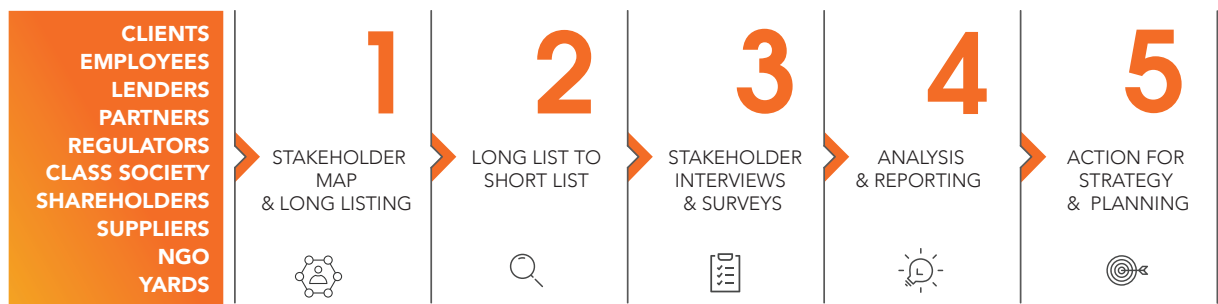 CLIENTS
EMPLOYEES
LENDERS
PARTNERS
REGULATORS
CLASS SOCIETY
SHAREHOLDERS
SUPPLIERS
NGO
YARDS
1
STAKEHOLDER
MAP
& LONG LISTING
2
LONG LIST TO
SHORT LIST
3
STAKEHOLDER
INTERVIEWS
& SURVEYS
4
ANALYSIS
& REPORTING
5
ACTION FOR
STRATEGY
& PLANNING